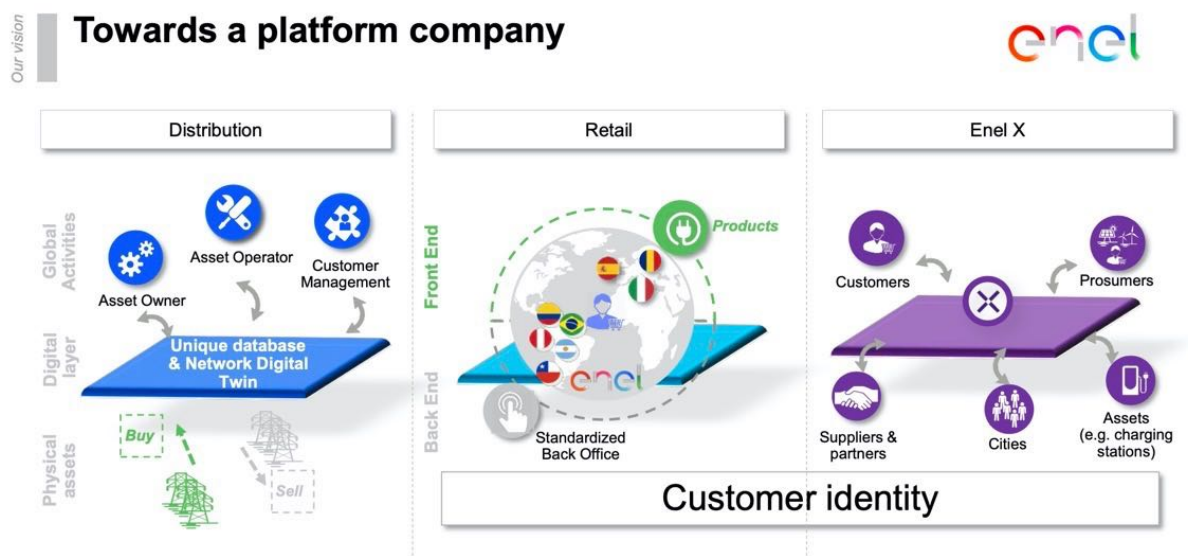 Our vision
Towards a platform company
enel
Distribution
Retail
Enel X
Global
Activities
Digital
layer
Physical
assets
Asset Owner
Asset Operator
Customer
Management
Unique database
& Network Digital
Twin
Buy
Sell
Front End
Back End
Products
enel
Standardized
Back Office
Customers
Prosumers
Suppliers &
partners
Cities
Assets
(e.g. charging
stations)
Customer identity